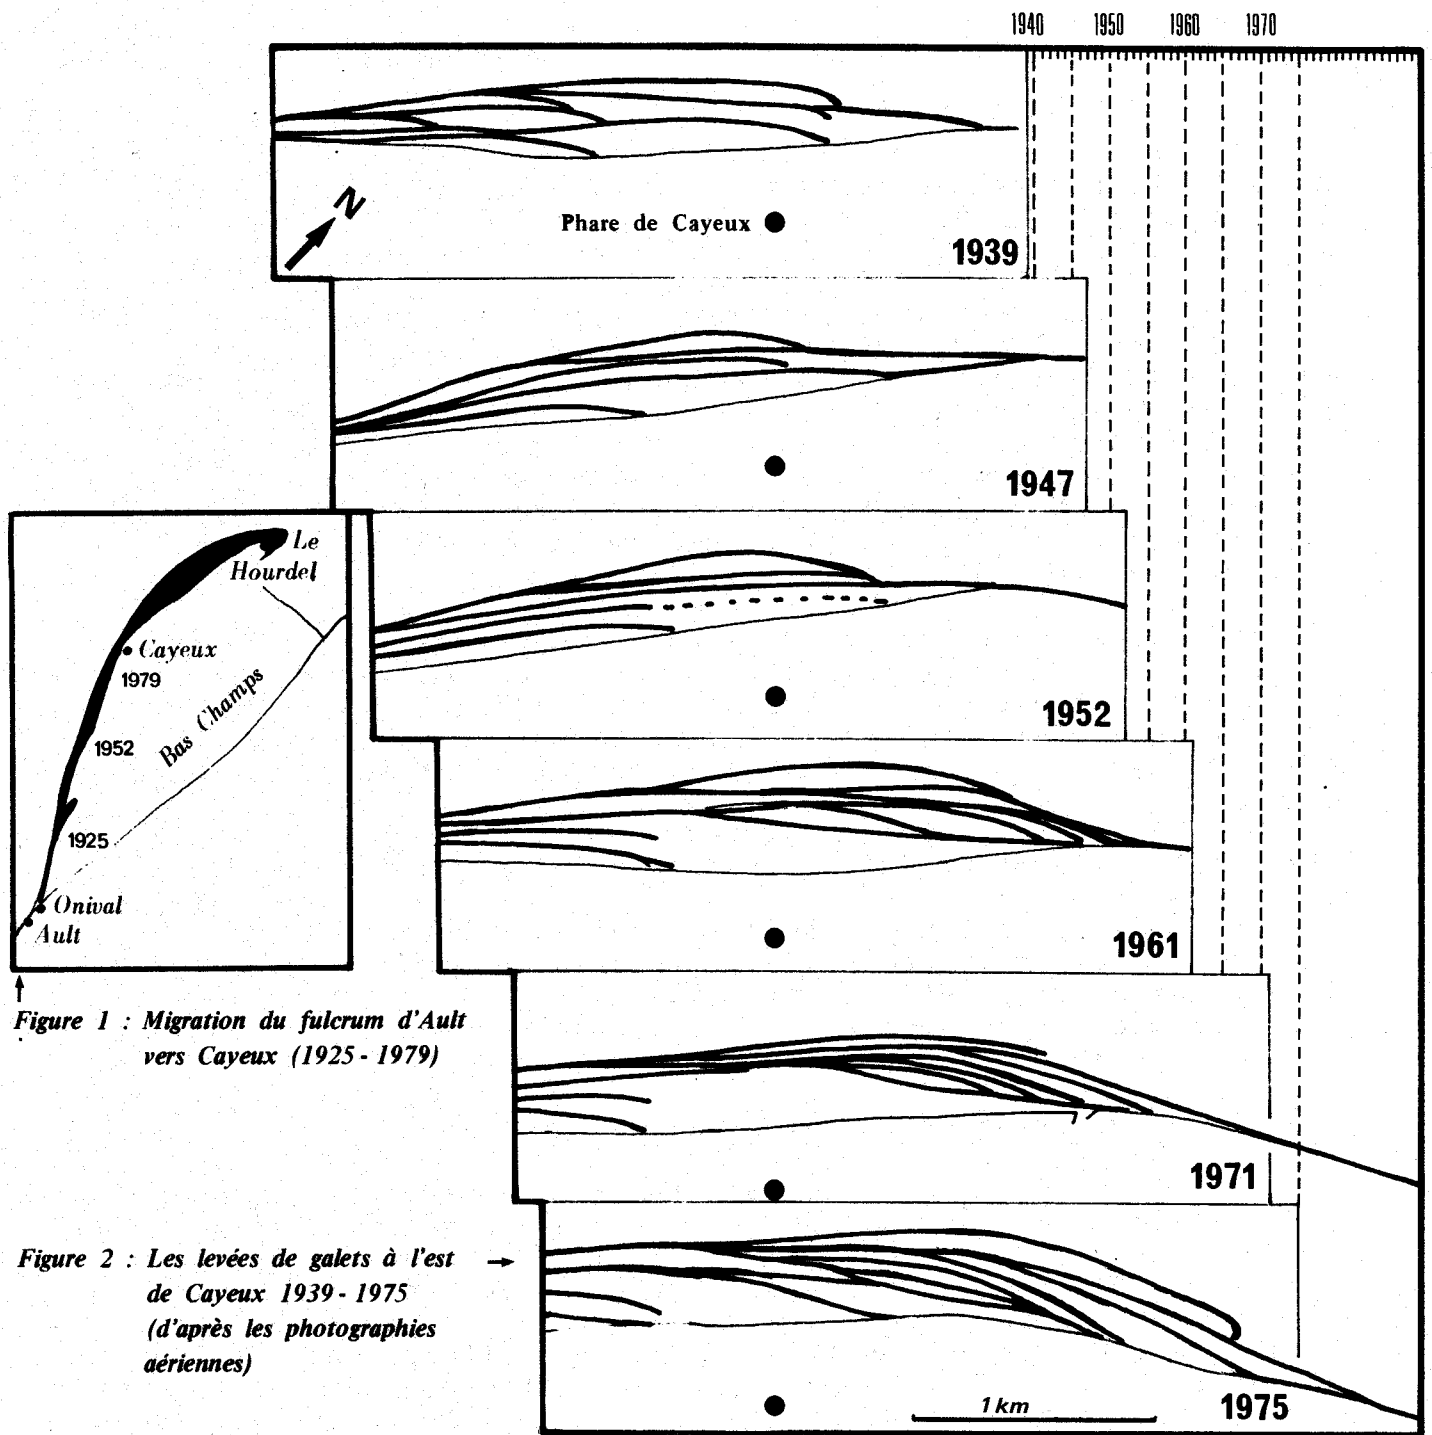 1940 1950 1960 1970
N
Phare de Cayeux
1939
1947
Le
Hourdel
Cayeux
1979
Bas Champs
1952
1925
Onival
Ault
1952
1961
Figure 1 : Migration du fulcrum d'Ault
vers Cayeux (1925 - 1979)
1971
Figure 2 : Les levées de galets à l'est
de Cayeux 1939 - 1975
(d'après les photographies
aériennes)
1 km
1975